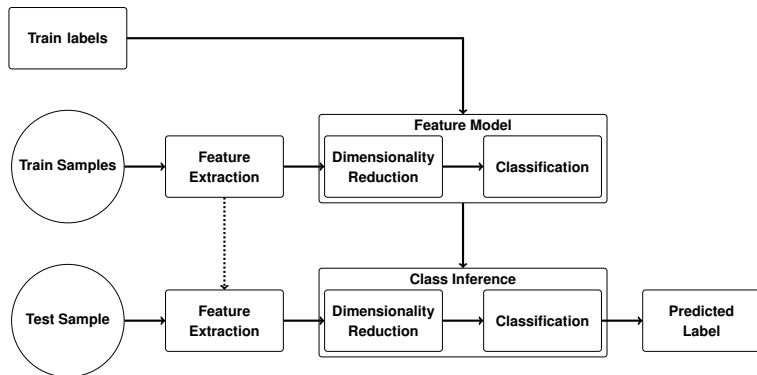 Train labels
Feature Model
Train Samples
Feature
Extraction
Dimensionality
Reduction
Classification
Class Inference
Test Sample
Feature
Extraction
Dimensionality
Reduction
Classification
Predicted
Label